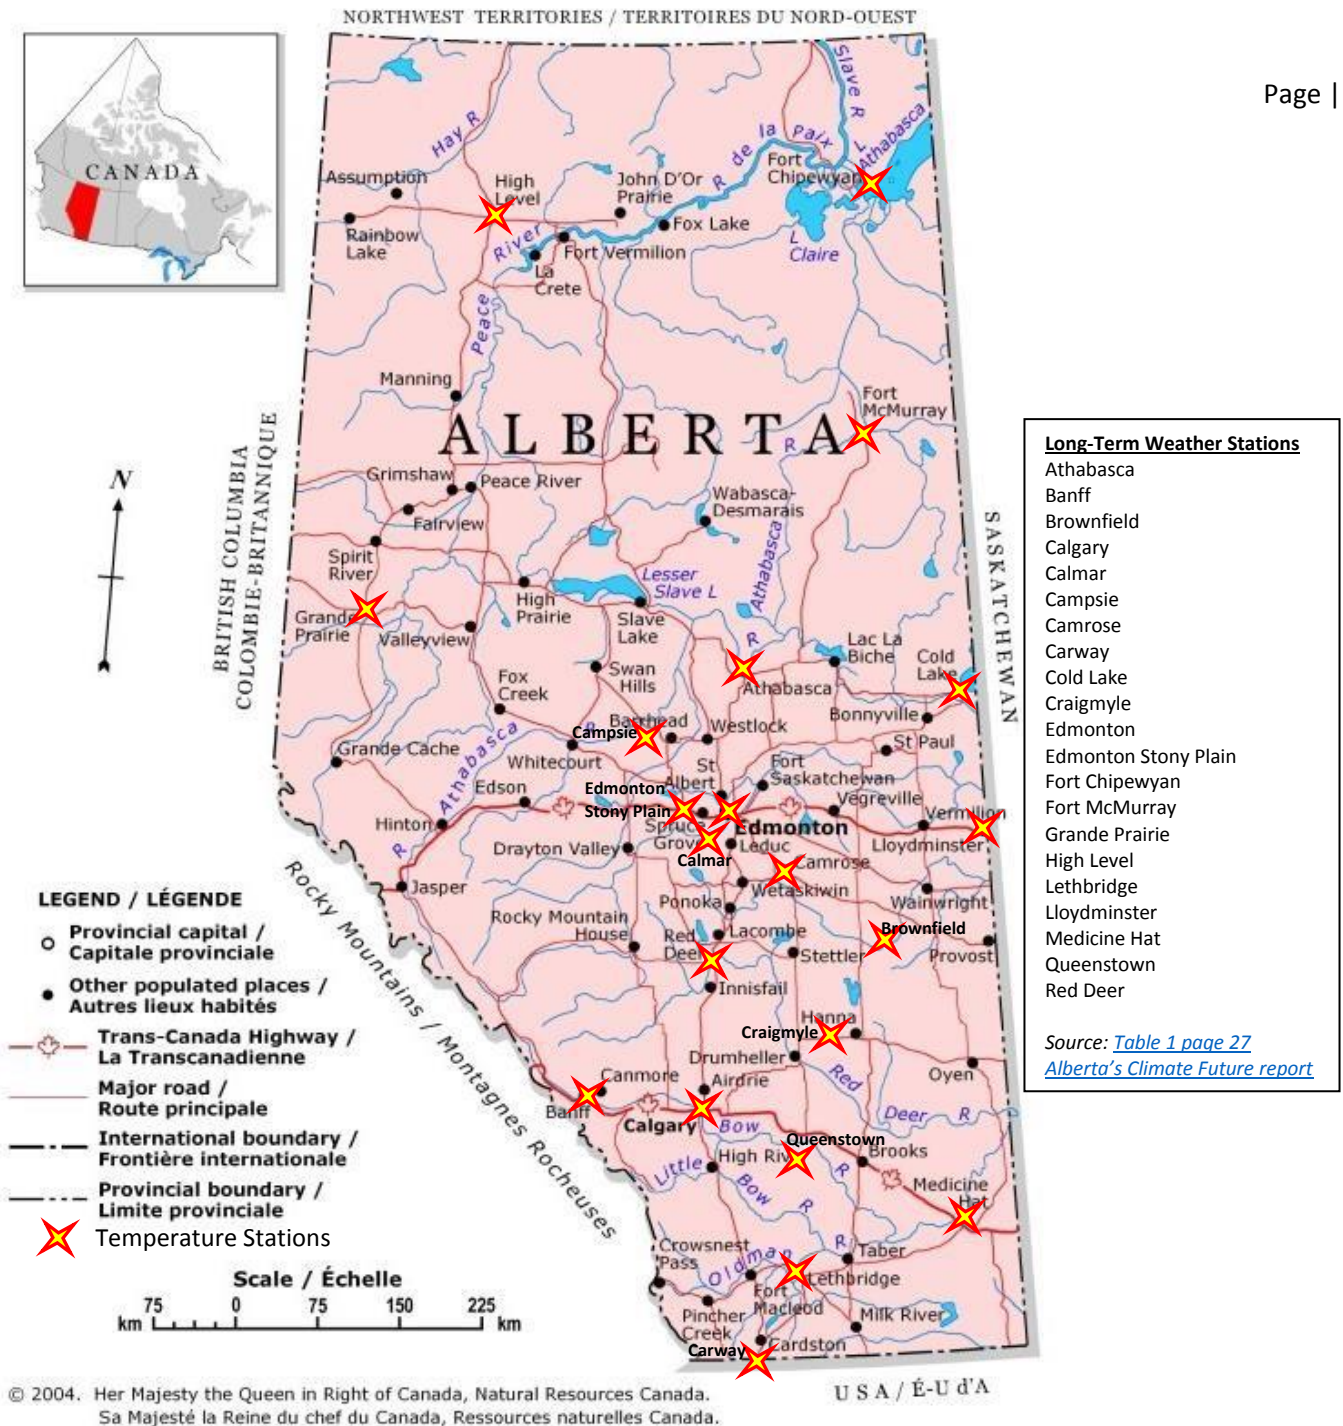 NORTHWEST TERRITORIES / TERRITOIRES DU NORD-OUEST
Page |
CANADA
Slave R
L Athabasca
Hay R
R de la Paix
Fort
Chipewyan
Assumption
High
Level
John D'Or
Prairie
Rainbow
Lake
River
Fort Vermilion
Fox Lake
L
Claire
La
Crete
Peace
Manning
Fort
McMurray
ALBERTA
BRITISH COLUMBIA
COLOMBIE-BRITANNIQUE
N
Grimshaw
Peace River
Fairview
Wabasca-
Desmarais
R
Athabasca
R
SASKATCHEWAN
Spirit
River
Lesser
Slave L
High
Prairie
Grande
Prairie
Valleyview
Slave
Lake
Lac La
Biche
Cold
Lake
Fox
Creek
Swan
Hills
Athabasca
Bonnyville
Campsie
Barrhead
Westlock
St Paul
Grande Cache
Athabasca
R
R
Whitecourt
St
Albert
Fort
Saskatchewan
Edson
Edmonton
Stony Plain
Vegreville
Vermilion
Hinton
Spruce
Grove
Edmonton
Lloydminster
Drayton Valley
Leduc
Calmar
Camrose
Jasper
Wetaskiwin
Wainwright
Ponoka
Rocky Mountain
House
Red
Deer
Lacombe
Brownfield
Stettler
Provost
Innisfail
Rocky Mountains / Montagnes Rocheuses
Craigmyle
Hanna
Drumheller
Oyen
Canmore
Airdrie
Red
Deer R
Banff
Calgary
Bow
R
Queenstown
High River
Brooks
Little
Bow
R
Medicine
Hat
Crowsnest
Pass
Oldman
R
Taber
Lethbridge
Fort
Macleod
Pincher
Creek
Milk River
Carway
Cardston
USA / É-U d'A
Long-Term Weather Stations
Athabasca
Banff
Brownfield
Calgary
Calmar
Campsie
Camrose
Carway
Cold Lake
Craigmyle
Edmonton
Edmonton Stony Plain
Fort Chipewyan
Fort McMurray
Grande Prairie
High Level
Lethbridge
Lloydminster
Medicine Hat
Queenstown
Red Deer
Source: Table 1 page 27
Alberta's Climate Future report
LEGEND / LÉGENDE
Provincial capital /
Capitale provinciale
Other populated places /
Autres lieux habités
Trans-Canada Highway /
La Transcanadienne
Major road /
Route principale
International boundary /
Frontière internationale
Provincial boundary /
Limite provinciale
Temperature Stations
Scale / Échelle
75 0 75 150 225
km km
© 2004. Her Majesty the Queen in Right of Canada, Natural Resources Canada.
Sa Majesté la Reine du chef du Canada, Ressources naturelles Canada.